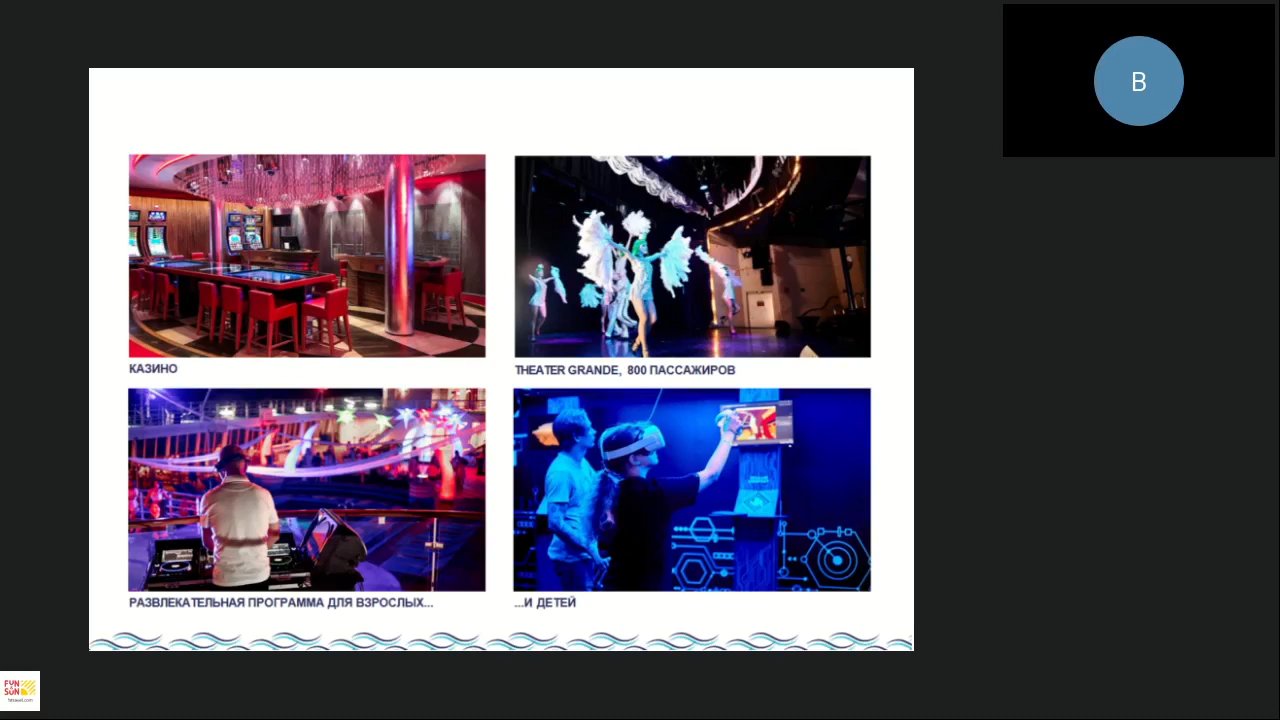 B
КАЗИНО
THEATER GRANDE, 800 ПАССАЖИРОВ
РАЗВЛЕКАТЕЛЬНАЯ ПРОГРАММА ДЛЯ ВЗРОСЛЫХ...
...И ДЕТЕЙ
FUN
SUN